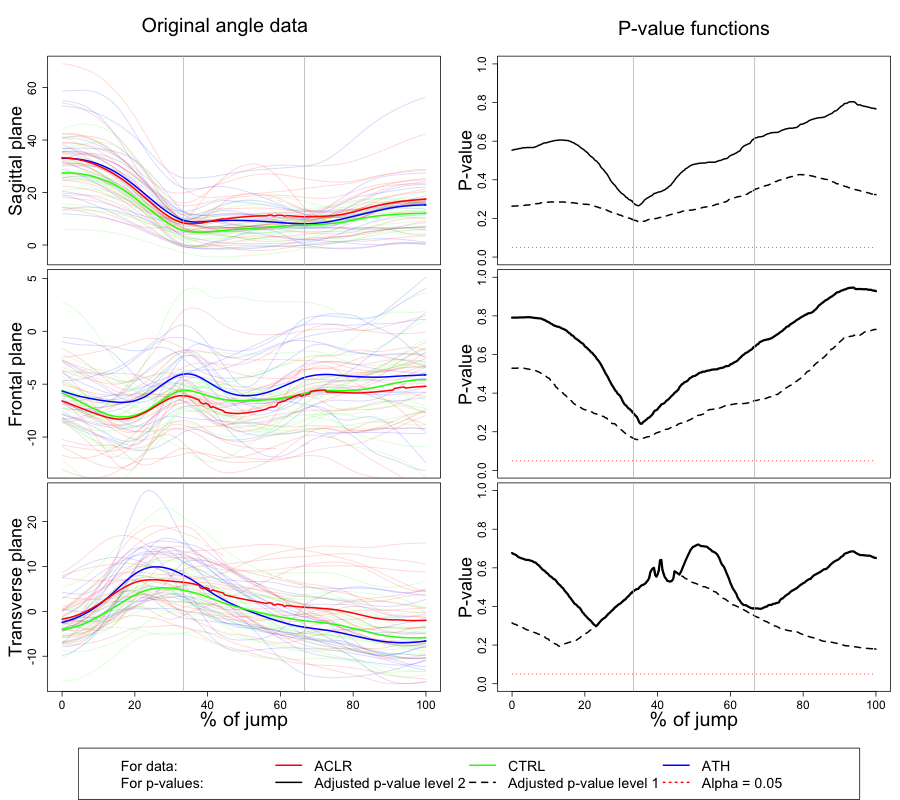 Original angle data
P-value functions
Sagittal plane
0 20 40 60
P-value
0.0 0.2 0.4 0.6 0.8 1.0
Frontal plane
-10 -5 0 5
P-value
0.0 0.2 0.4 0.6 0.8 1.0
Transverse plane
-10 0 10 20
P-value
0.0 0.2 0.4 0.6 0.8 1.0
0 20 40 60 80 100
0 20 40 60 80 100
% of jump
% of jump
For data: ACLR CTRL ATH
For p-values: Adjusted p-value level 2 Adjusted p-value level 1 Alpha = 0.05